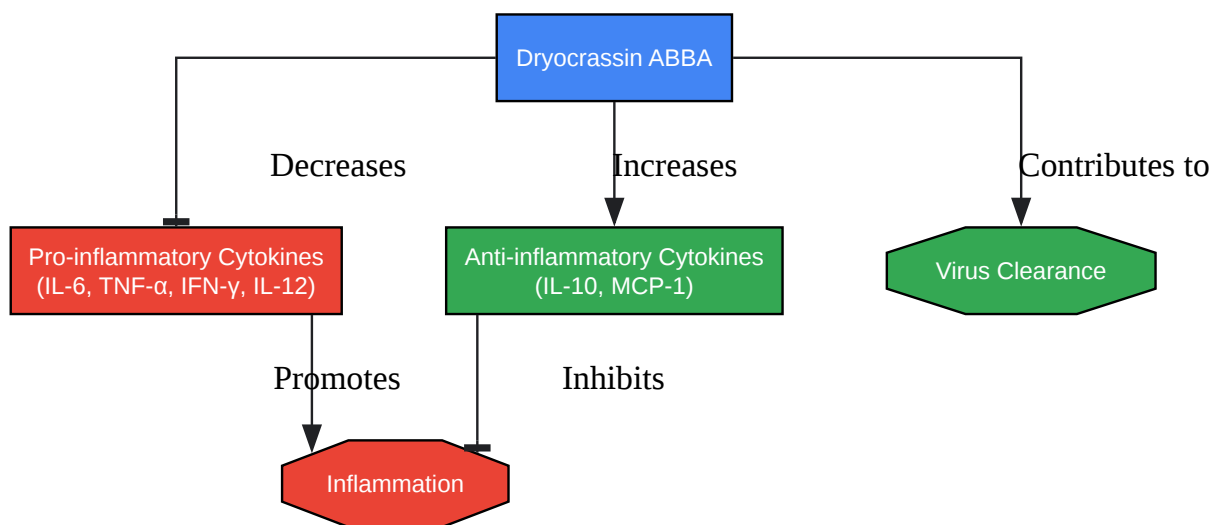 Dryocrassin ABBA
Decreases
Increases
Contributes to
Pro-inflammatory Cytokines
(IL-6, TNF-α, IFN-γ, IL-12)
Anti-inflammatory Cytokines
(IL-10, MCP-1)
Virus Clearance
Promotes
Inhibits
Inflammation